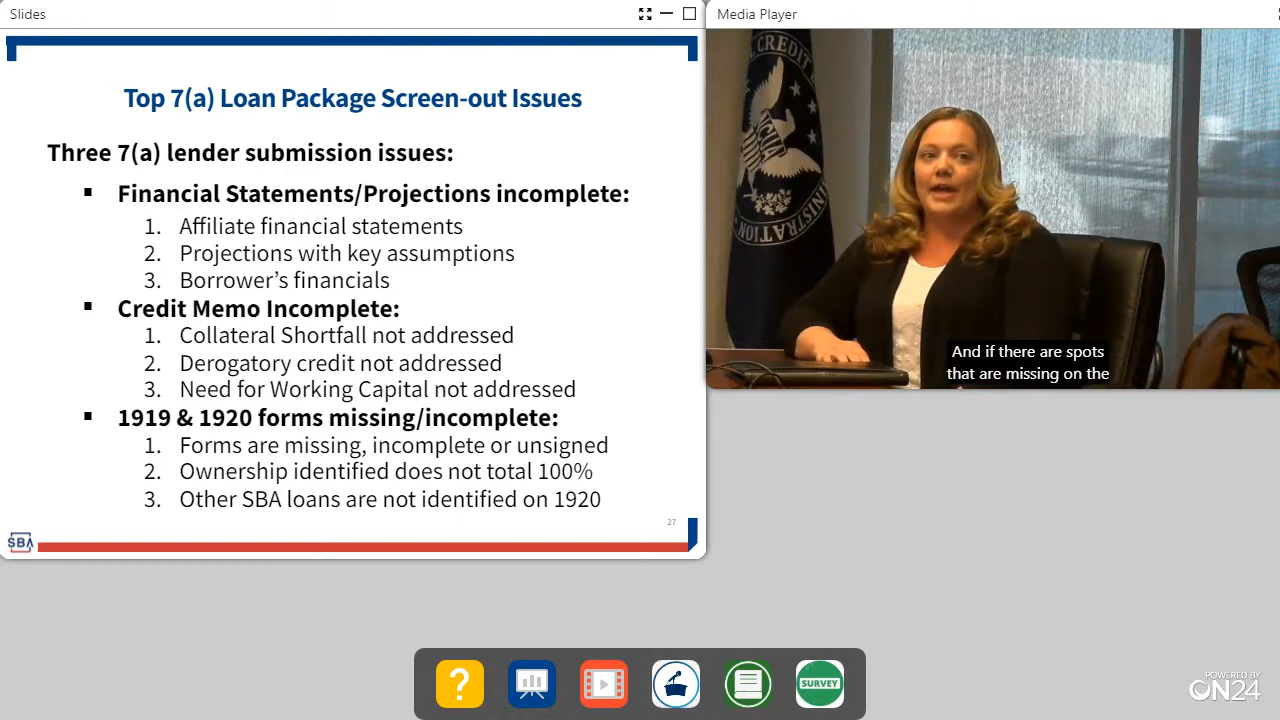 Slides
Media Player
Top 7(a) Loan Package Screen-out Issues
Three 7(a) lender submission issues:
▪ Financial Statements/Projections incomplete:
1. Affiliate financial statements
2. Projections with key assumptions
3. Borrower’s financials
▪ Credit Memo Incomplete:
1. Collateral Shortfall not addressed
2. Derogatory credit not addressed
3. Need for Working Capital not addressed
▪ 1919 & 1920 forms missing/incomplete:
1. Forms are missing, incomplete or unsigned
2. Ownership identified does not total 100%
3. Other SBA loans are not identified on 1920
27
SBA
CREDIT
NCUA
And if there are spots
that are missing on the
?
SURVEY
POWERED BY
ON24